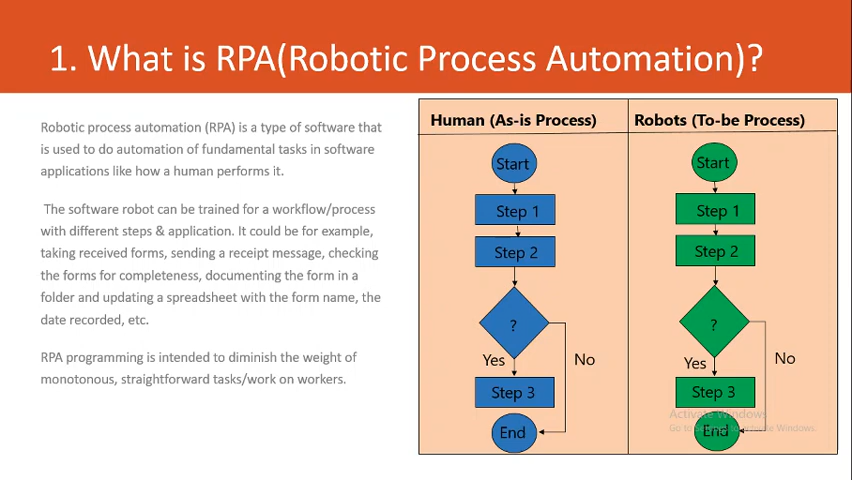 1. What is RPA(Robotic Process Automation)?
Robotic process automation (RPA) is a type of software that
is used to do automation of fundamental tasks in software
applications like how a human performs it.
The software robot can be trained for a workflow/process
with different steps & application. It could be for example,
taking received forms, sending a receipt message, checking
the forms for completeness, documenting the form in a
folder and updating a spreadsheet with the form name, the
date recorded, etc.
RPA programming is intended to diminish the weight of
monotonous, straightforward tasks/work on workers.
Human (As-is Process)
Start
Step 1
Step 2
?
Yes
No
Step 3
End
Robots (To-be Process)
Start
Step 1
Step 2
?
Yes
No
Step 3
End
Activate Windows
Go to activate Windows.